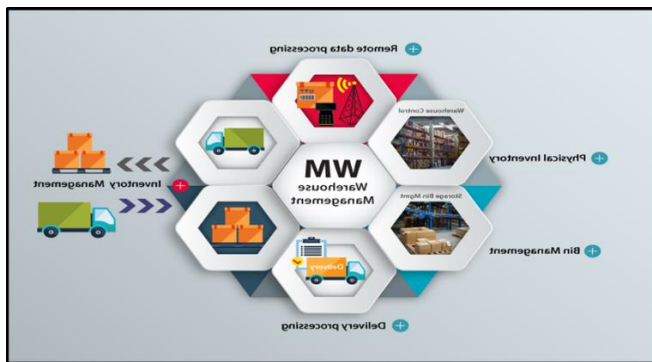 Remote data processing
Warehouse Control
Physical Inventory
WM
Warehouse
Management
Inventory Management
Storage Bin Mgmt
Bin Management
Delivery
Delivery processing